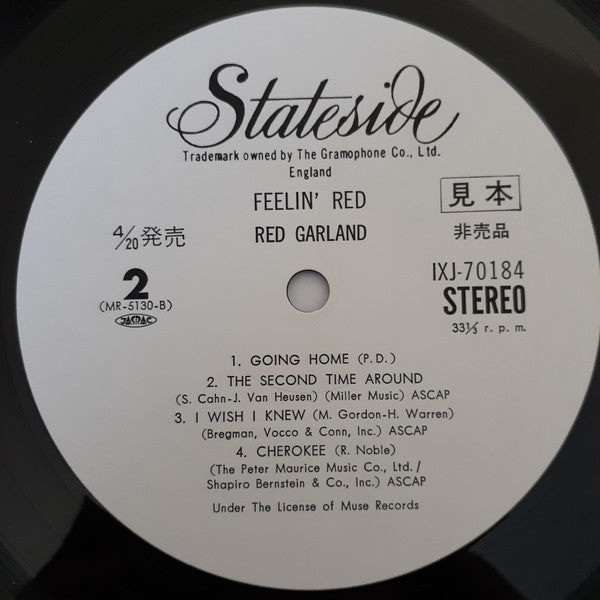 Stateside
Trademark owned by The Gramophone Co., Ltd.
England
FEELIN' RED
見本
4/20発売
RED GARLAND
非売品
2
IXJ-70184
(MR-5130-B)
STEREO
JASRAC
33⅓ r. p. m.
1. GOING HOME (P.D.)
2. THE SECOND TIME AROUND
(S. Cahn-J. Van Heusen) (Miller Music) ASCAP
3. I WISH I KNEW (M. Gordon-H. Warren)
(Bregman, Vocco & Conn, Inc.) ASCAP
4. CHEROKEE (R. Noble)
(The Peter Maurice Music Co., Ltd./
Shapiro Bernstein & Co., Inc.) ASCAP
Under The License of Muse Records